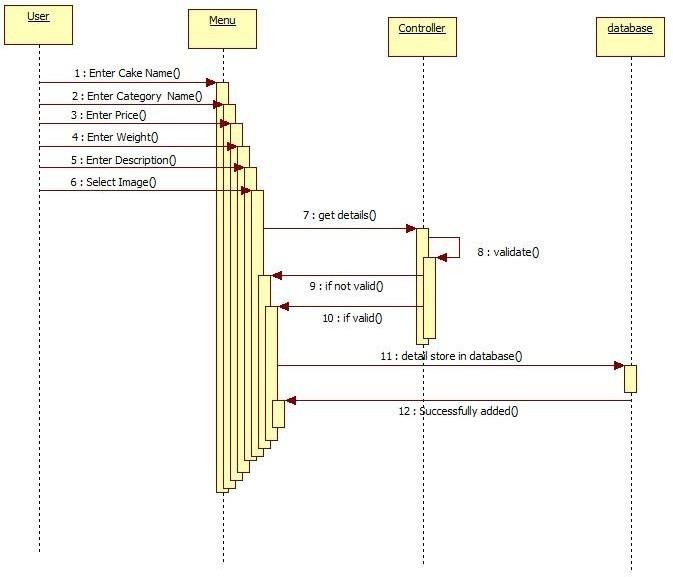 User
Menu
Controller
database
1 : Enter Cake Name()
2 : Enter Category Name()
3 : Enter Price()
4 : Enter Weight()
5 : Enter Description()
6 : Select Image()
7 : get details()
8 : validate()
9 : if not valid()
10 : if valid()
11 : detail store in database()
12 : Successfully added()